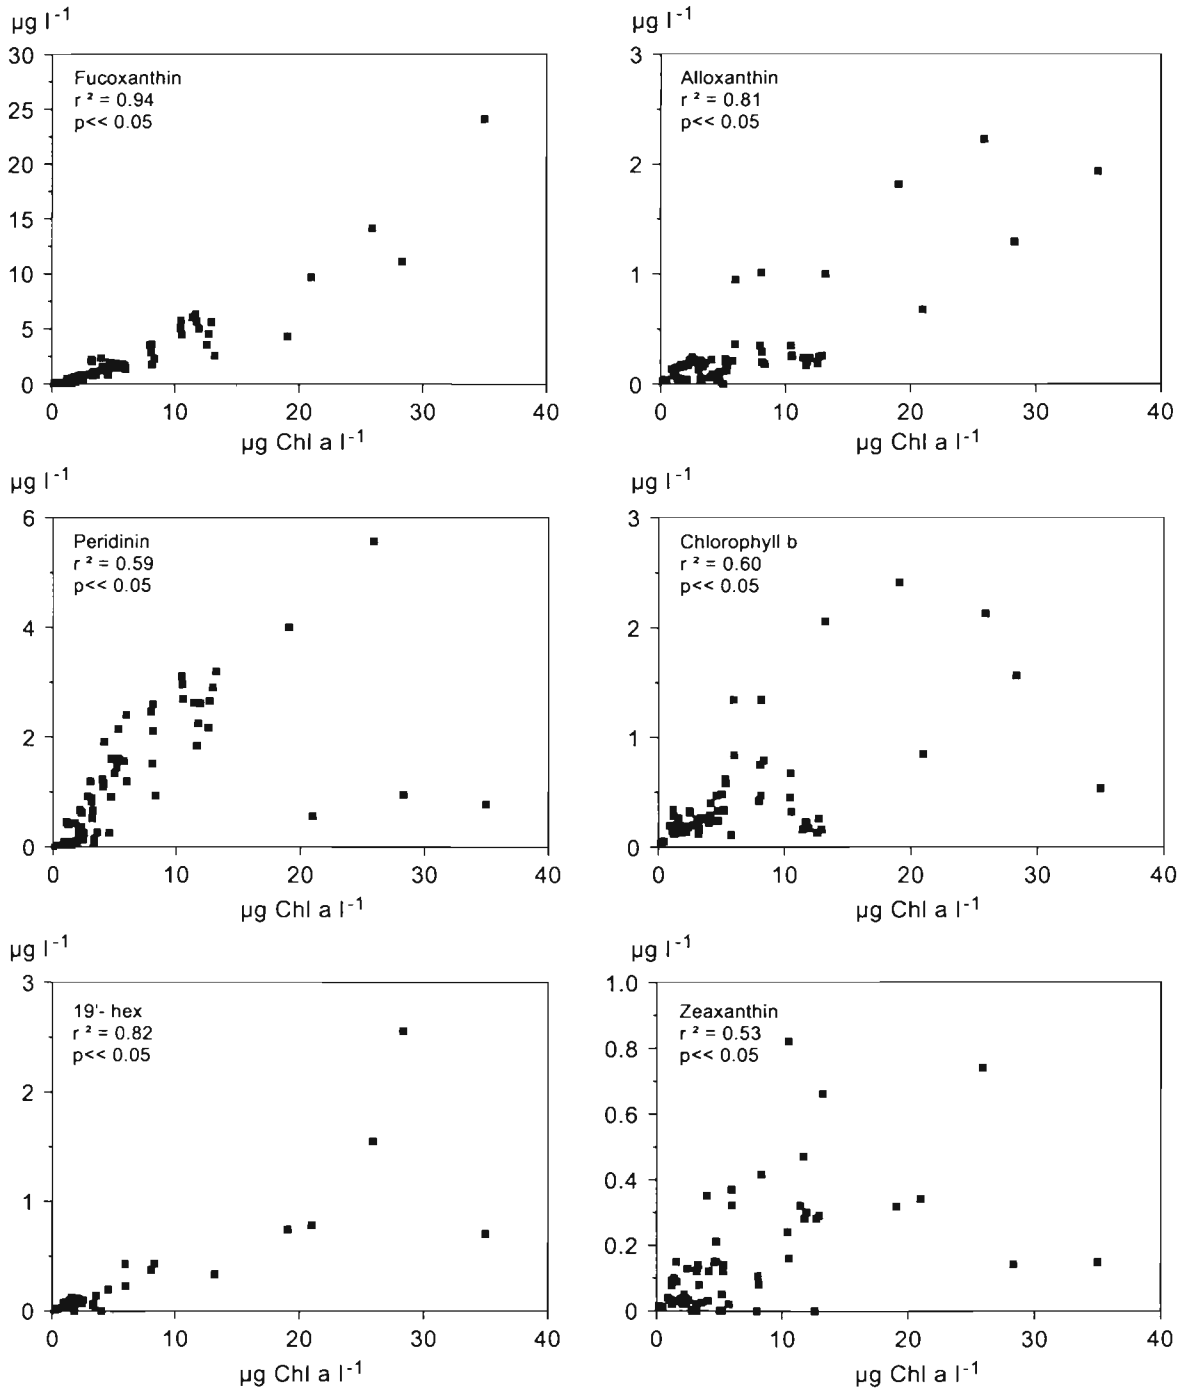 µg l⁻¹
Fucoxanthin
r ² = 0.94
p<< 0.05
30
25
20
15
10
5
0
0 10 20 30 40
µg Chl a l⁻¹
µg l⁻¹
Alloxanthin
r ² = 0.81
p<< 0.05
3
2
1
0
0 10 20 30 40
µg Chl a l⁻¹
µg l⁻¹
Peridinin
r ² = 0.59
p<< 0.05
6
4
2
0
0 10 20 30 40
µg Chl a l⁻¹
µg l⁻¹
Chlorophyll b
r ² = 0.60
p<< 0.05
3
2
1
0
0 10 20 30 40
µg Chl a l⁻¹
µg l⁻¹
19'- hex
r ² = 0.82
p<< 0.05
3
2
1
0
0 10 20 30 40
µg Chl a l⁻¹
µg l⁻¹
Zeaxanthin
r ² = 0.53
p<< 0.05
1.0
0.8
0.6
0.4
0.2
0
0 10 20 30 40
µg Chl a l⁻¹